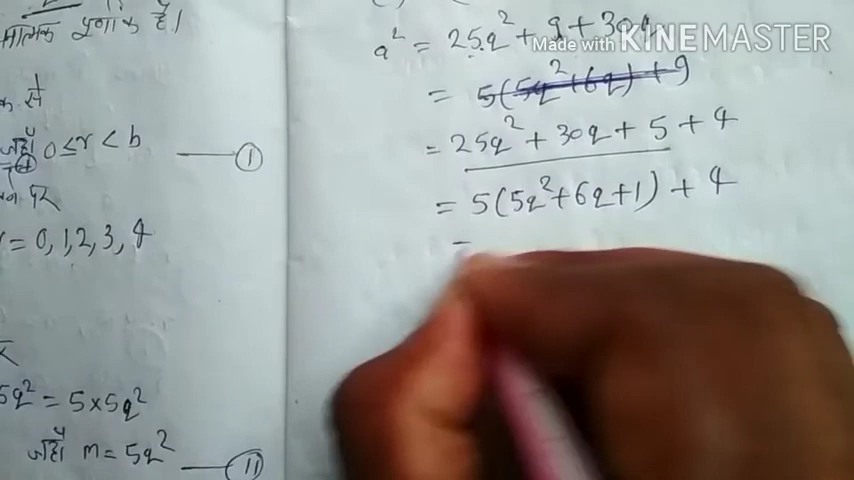 मालिक पूर्णांक है।
जहाँ 0 ≤ r < b ——①
r = 0, 1, 2, 3, 4
5q² = 5×5q²
जहाँ m = 5q² ——⑪
a² = 25q² + 9 + 30q
Made with KINEMASTER
= 5(5q²+6q) + 9
= 25q² + 30q + 5 + 4
= 5(5q²+6q+1) + 4
=